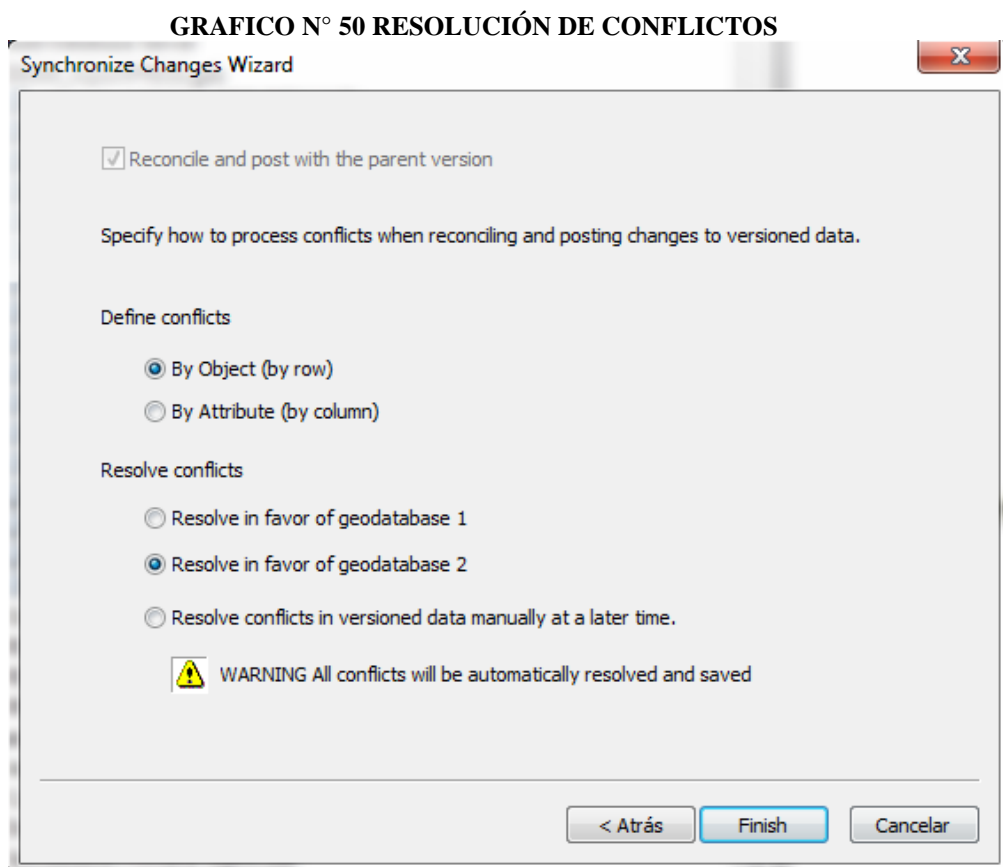 GRAFICO N° 50 RESOLUCIÓN DE CONFLICTOS
Synchronize Changes Wizard
Reconcile and post with the parent version
Specify how to process conflicts when reconciling and posting changes to versioned data.
Define conflicts
By Object (by row)
By Attribute (by column)
Resolve conflicts
Resolve in favor of geodatabase 1
Resolve in favor of geodatabase 2
Resolve conflicts in versioned data manually at a later time.
WARNING All conflicts will be automatically resolved and saved
< Atrás Finish Cancelar